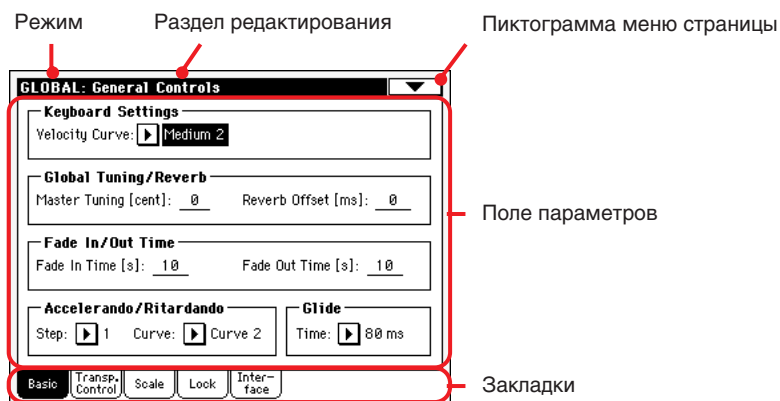 Режим
Раздел редактирования
Пиктограмма меню страницы
GLOBAL: General Controls
Keyboard Settings
Velocity Curve: Medium 2
Global Tuning/Reverb
Master Tuning [cent]: 0 Reverb Offset [ms]: 0
Поле параметров
Fade In/Out Time
Fade In Time [s]: 10 Fade Out Time [s]: 10
Accelerando/Ritardando
Step: 1 Curve: Curve 2
Glide
Time: 80 ms
Basic
Transp.
Control
Scale
Lock
Inter-
face
Закладки